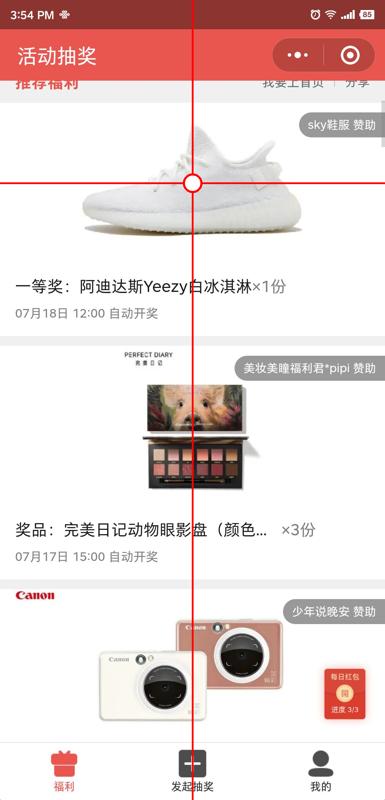 3:54 PM
85
活动抽奖
推荐福利
我要上首页
分享
sky鞋服 赞助
一等奖：阿迪达斯Yeezy白冰淇淋×1份
07月18日 12:00 自动开奖
PERFECT DIARY
完美日记
美妆美瞳福利君*pipi 赞助
奖品：完美日记动物眼影盘（颜色... ×3份
07月17日 15:00 自动开奖
Canon
少年说晚安 赞助
Canon
Canon
每日红包
進度 3/3
福利
发起抽奖
我的